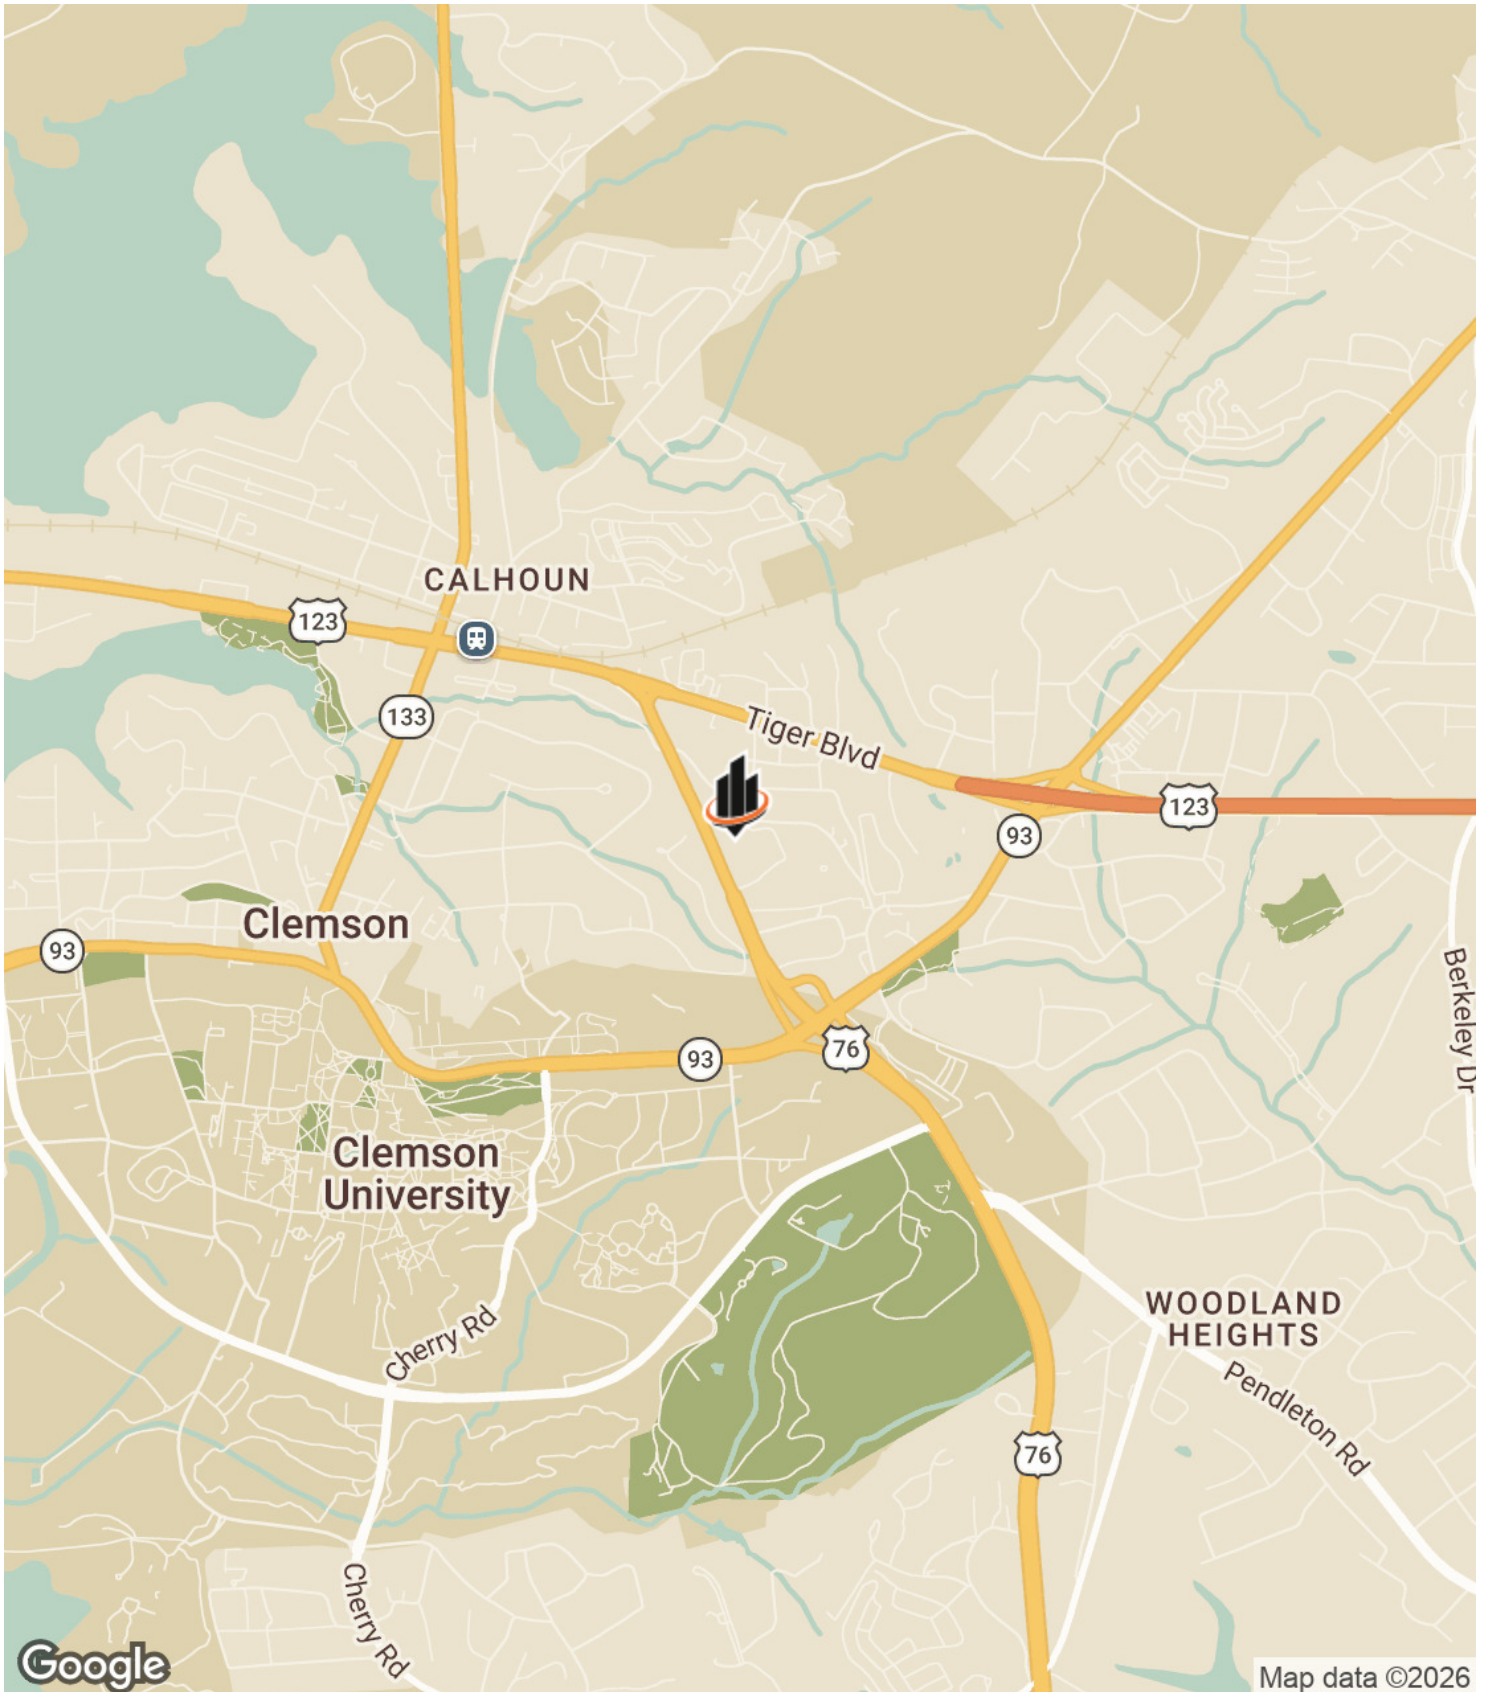 CALHOUN
123
133
Tiger Blvd
123
93
Clemson
93
Berkeley Dr
93
76
Clemson
University
WOODLAND
HEIGHTS
Cherry Rd
Pendleton Rd
76
Cherry Rd
Google
Map data ©2026